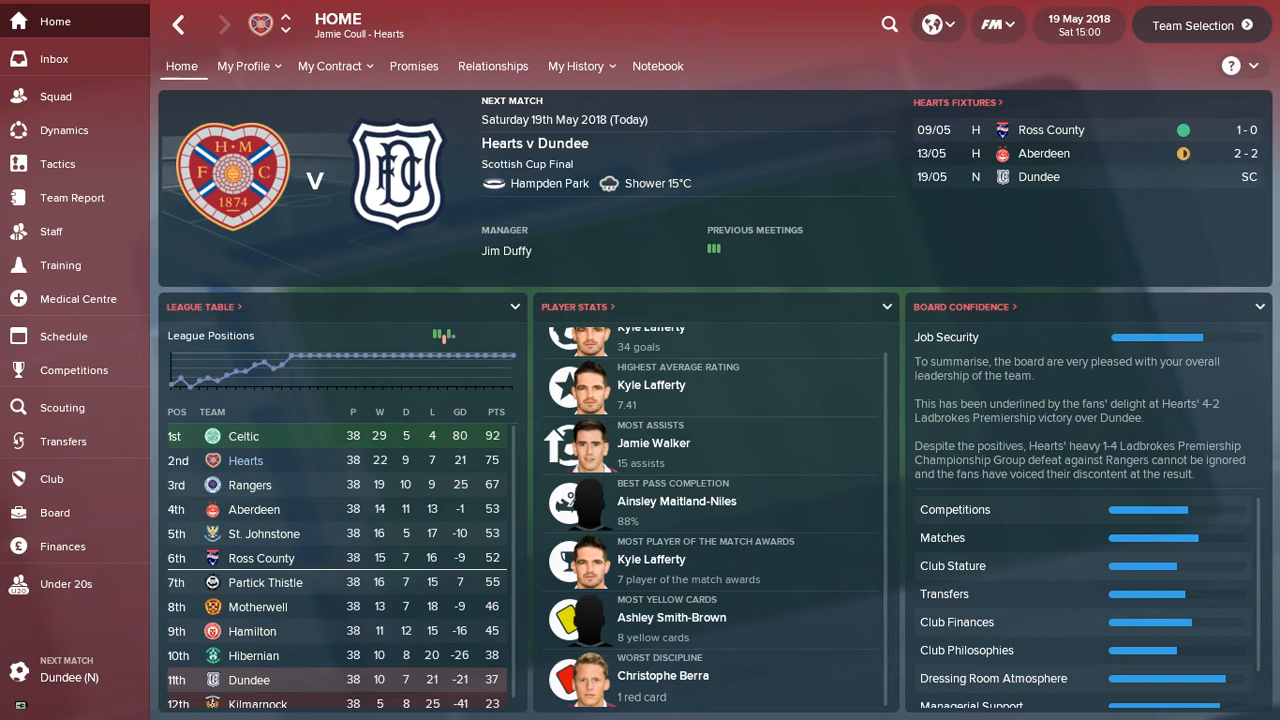 Home
Inbox
Squad
Dynamics
Tactics
Team Report
Staff
Training
Medical Centre
Schedule
Competitions
Scouting
Transfers
Club
Board
Finances
U20
Under 20s
NEXT MATCH
Dundee (N)
HOME
Jamie Coull - Hearts
FM
19 May 2018
Sat 15:00
Team Selection
Home My Profile My Contract Promises Relationships My History Notebook ?
H M
F C
1874
V
DFC
NEXT MATCH
Saturday 19th May 2018 (Today)
Hearts v Dundee
Scottish Cup Final
Hampden Park Shower 15°C
MANAGER
Jim Duffy
PREVIOUS MEETINGS
HEARTS FIXTURES >
09/05 H Ross County 1 - 0
13/05 H Aberdeen 2 - 2
19/05 N Dundee SC
LEAGUE TABLE >
League Positions
POS TEAM P W D L GD PTS
1st Celtic 38 29 5 4 80 92
2nd Hearts 38 22 9 7 21 75
3rd Rangers 38 19 10 9 25 67
4th Aberdeen 38 14 11 13 -1 53
5th St. Johnstone 38 16 5 17 -10 53
6th Ross County 38 15 7 16 -9 52
7th Partick Thistle 38 16 7 15 7 55
8th Motherwell 38 13 7 18 -9 46
9th Hamilton 38 11 12 15 -16 45
10th Hibernian 38 10 8 20 -26 38
11th Dundee 38 10 7 21 -21 37
12th Kilmarnock 38 5 8 25 -41 23
PLAYER STATS >
Kyle Lafferty
34 goals
HIGHEST AVERAGE RATING
Kyle Lafferty
7.41
MOST ASSISTS
Jamie Walker
15 assists
BEST PASS COMPLETION
Ainsley Maitland-Niles
88%
MOST PLAYER OF THE MATCH AWARDS
Kyle Lafferty
7 player of the match awards
MOST YELLOW CARDS
Ashley Smith-Brown
8 yellow cards
WORST DISCIPLINE
Christophe Berra
1 red card
BOARD CONFIDENCE >
Job Security
To summarise, the board are very pleased with your overall
leadership of the team.
This has been underlined by the fans' delight at Hearts' 4-2
Ladbrokes Premiership victory over Dundee.
Despite the positives, Hearts' heavy 1-4 Ladbrokes Premiership
Championship Group defeat against Rangers cannot be ignored
and the fans have voiced their discontent at the result.
Competitions
Matches
Club Stature
Transfers
Club Finances
Club Philosophies
Dressing Room Atmosphere
Managerial Support